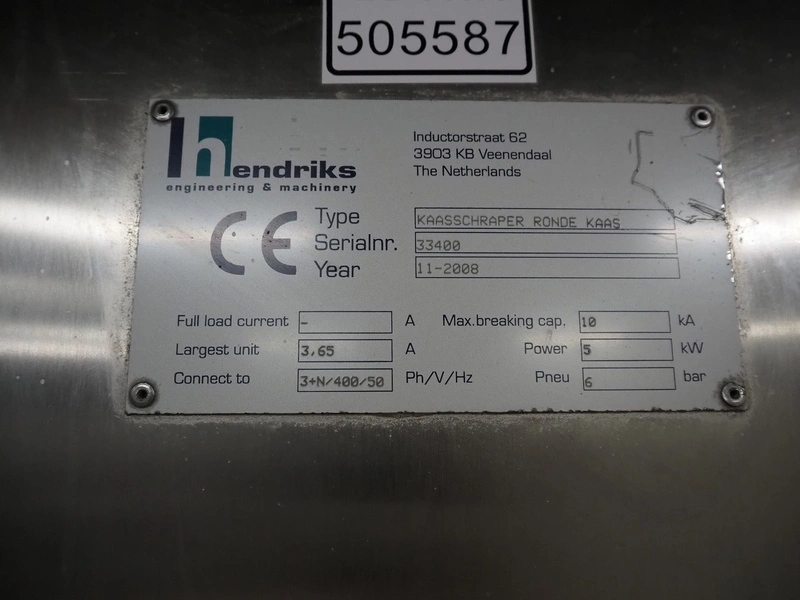 505587
hendriks
engineering & machinery
Inductorstraat 62
3903 KB Veenendaal
The Netherlands
CE
Type KAASSCHRAPER RONDE KAAS
Serialnr. 33400
Year 11-2008
Full load current - A Max.breaking cap. 10 kA
Largest unit 3,65 A Power 5 kW
Connect to 3+N/400/50 Ph/V/Hz Pneu 6 bar